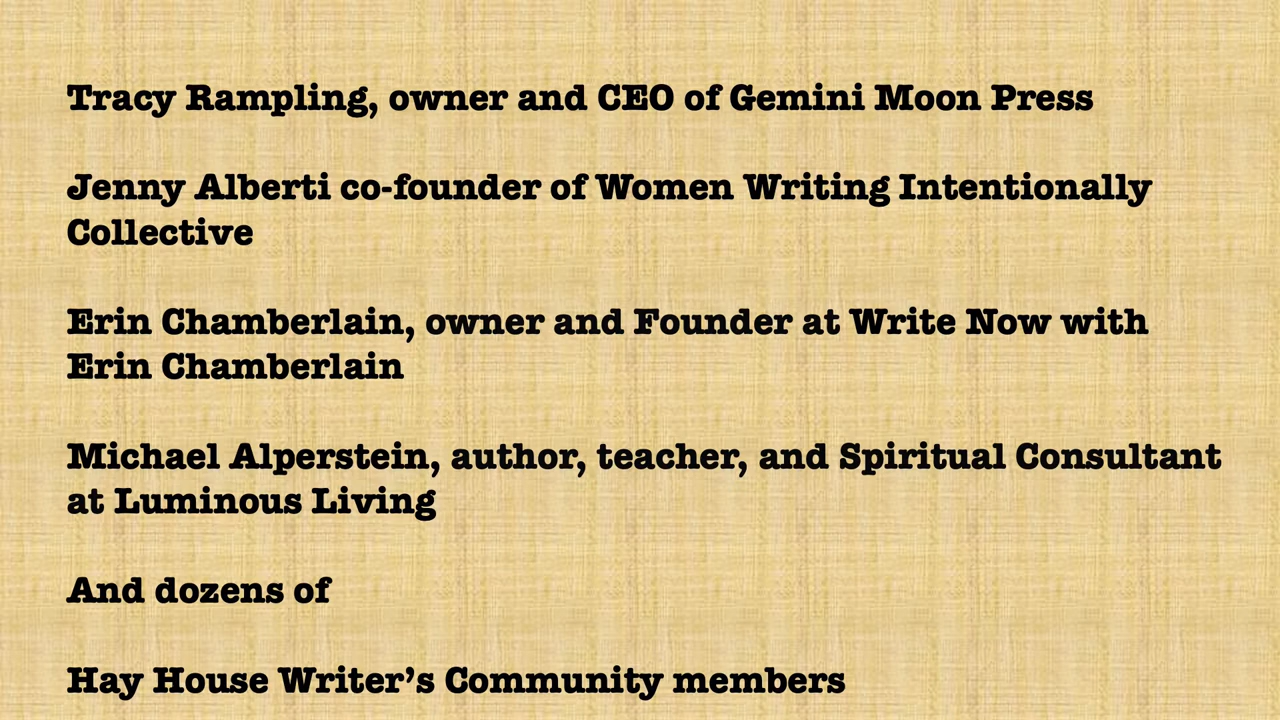 Tracy Rampling, owner and CEO of Gemini Moon Press
Jenny Alberti co-founder of Women Writing Intentionally
Collective
Erin Chamberlain, owner and Founder at Write Now with
Erin Chamberlain
Michael Alperstein, author, teacher, and Spiritual Consultant
at Luminous Living
And dozens of
Hay House Writer’s Community members